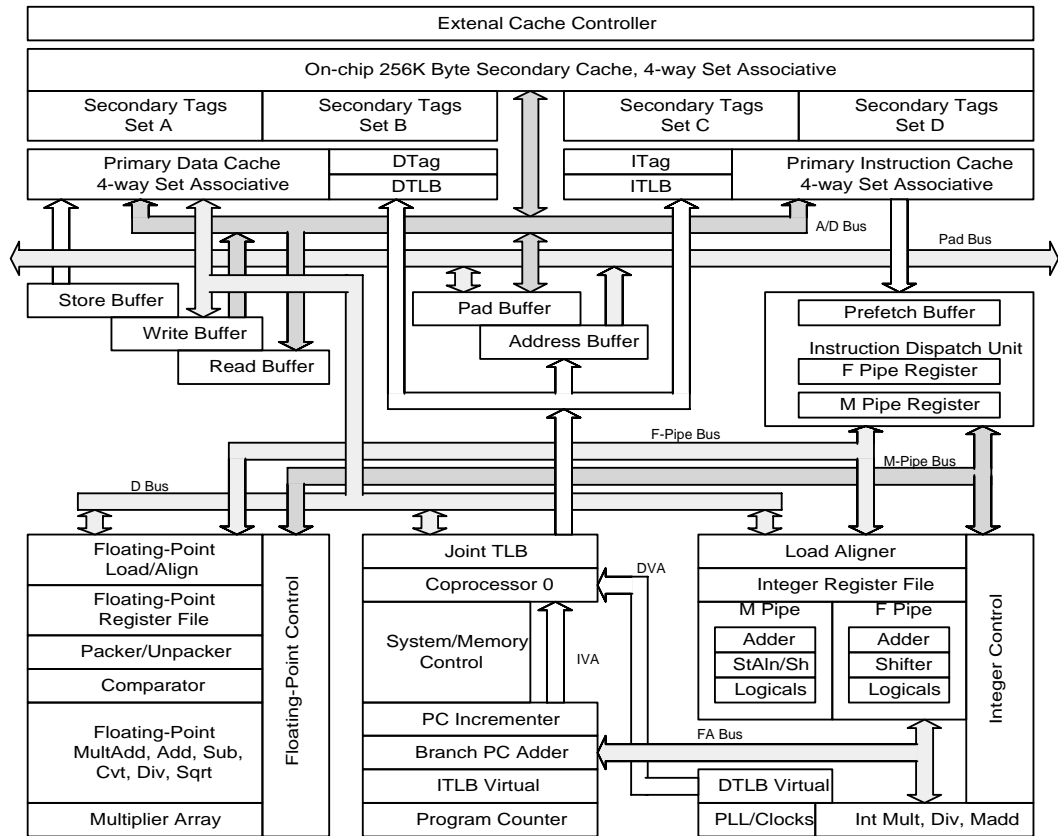 Extenal Cache Controller
On-chip 256K Byte Secondary Cache, 4-way Set Associative
Secondary Tags
Set A
Secondary Tags
Set B
Secondary Tags
Set C
Secondary Tags
Set D
Primary Data Cache
4-way Set Associative
DTag
DTLB
ITag
ITLB
Primary Instruction Cache
4-way Set Associative
A/D Bus
Pad Bus
Store Buffer
Write Buffer
Read Buffer
Pad Buffer
Address Buffer
Prefetch Buffer
Instruction Dispatch Unit
F Pipe Register
M Pipe Register
F-Pipe Bus
M-Pipe Bus
D Bus
Floating-Point
Load/Align
Floating-Point
Register File
Packer/Unpacker
Comparator
Floating-Point
MultAdd, Add, Sub,
Cvt, Div, Sqrt
Multiplier Array
Floating-Point Control
Joint TLB
Coprocessor 0
System/Memory
Control
IVA
DVA
PC Incrementer
Branch PC Adder
ITLB Virtual
Program Counter
Load Aligner
Integer Register File
M Pipe
Adder
StAln/Sh
Logicals
F Pipe
Adder
Shifter
Logicals
FA Bus
DTLB Virtual
PLL/Clocks
Int Mult, Div, Madd
Integer Control